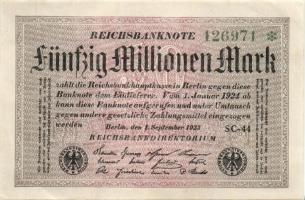 REICHSBANKNOTE
126971 *
Fünfzig Millionen Mark
zahlt die Reichsbankhauptkasse in Berlin gegen diese
Banknote dem Einlieferer. Vom 1. Januar 1924 ab
kann diese Banknote aufgerufen und unter Umtausch
gegen andere gesetzliche Zahlungsmittel eingezogen
werden
Berlin, den 1. September 1923
SC-44
REICHSBANKDIREKTORIUM